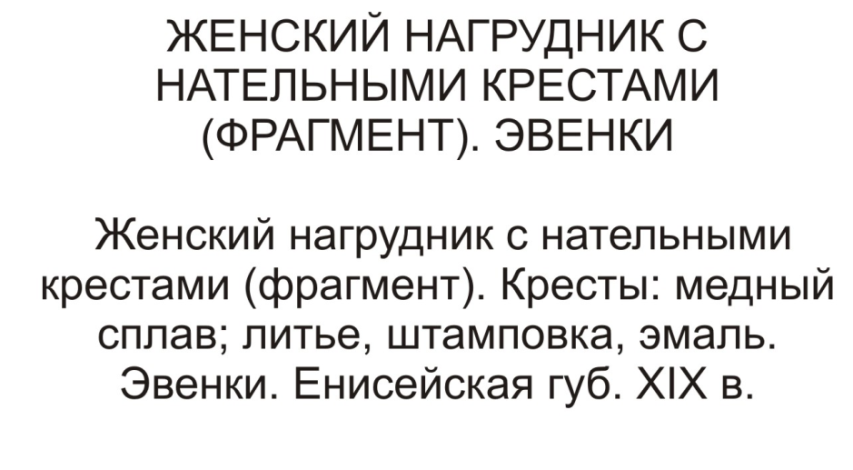 ЖЕНСКИЙ НАГРУДНИК С
НАТЕЛЬНЫМИ КРЕСТАМИ
(ФРАГМЕНТ). ЭВЕНКИ
Женский нагрудник с нательными
крестами (фрагмент). Кресты: медный
сплав; литье, штамповка, эмаль.
Эвенки. Енисейская губ. XIX в.